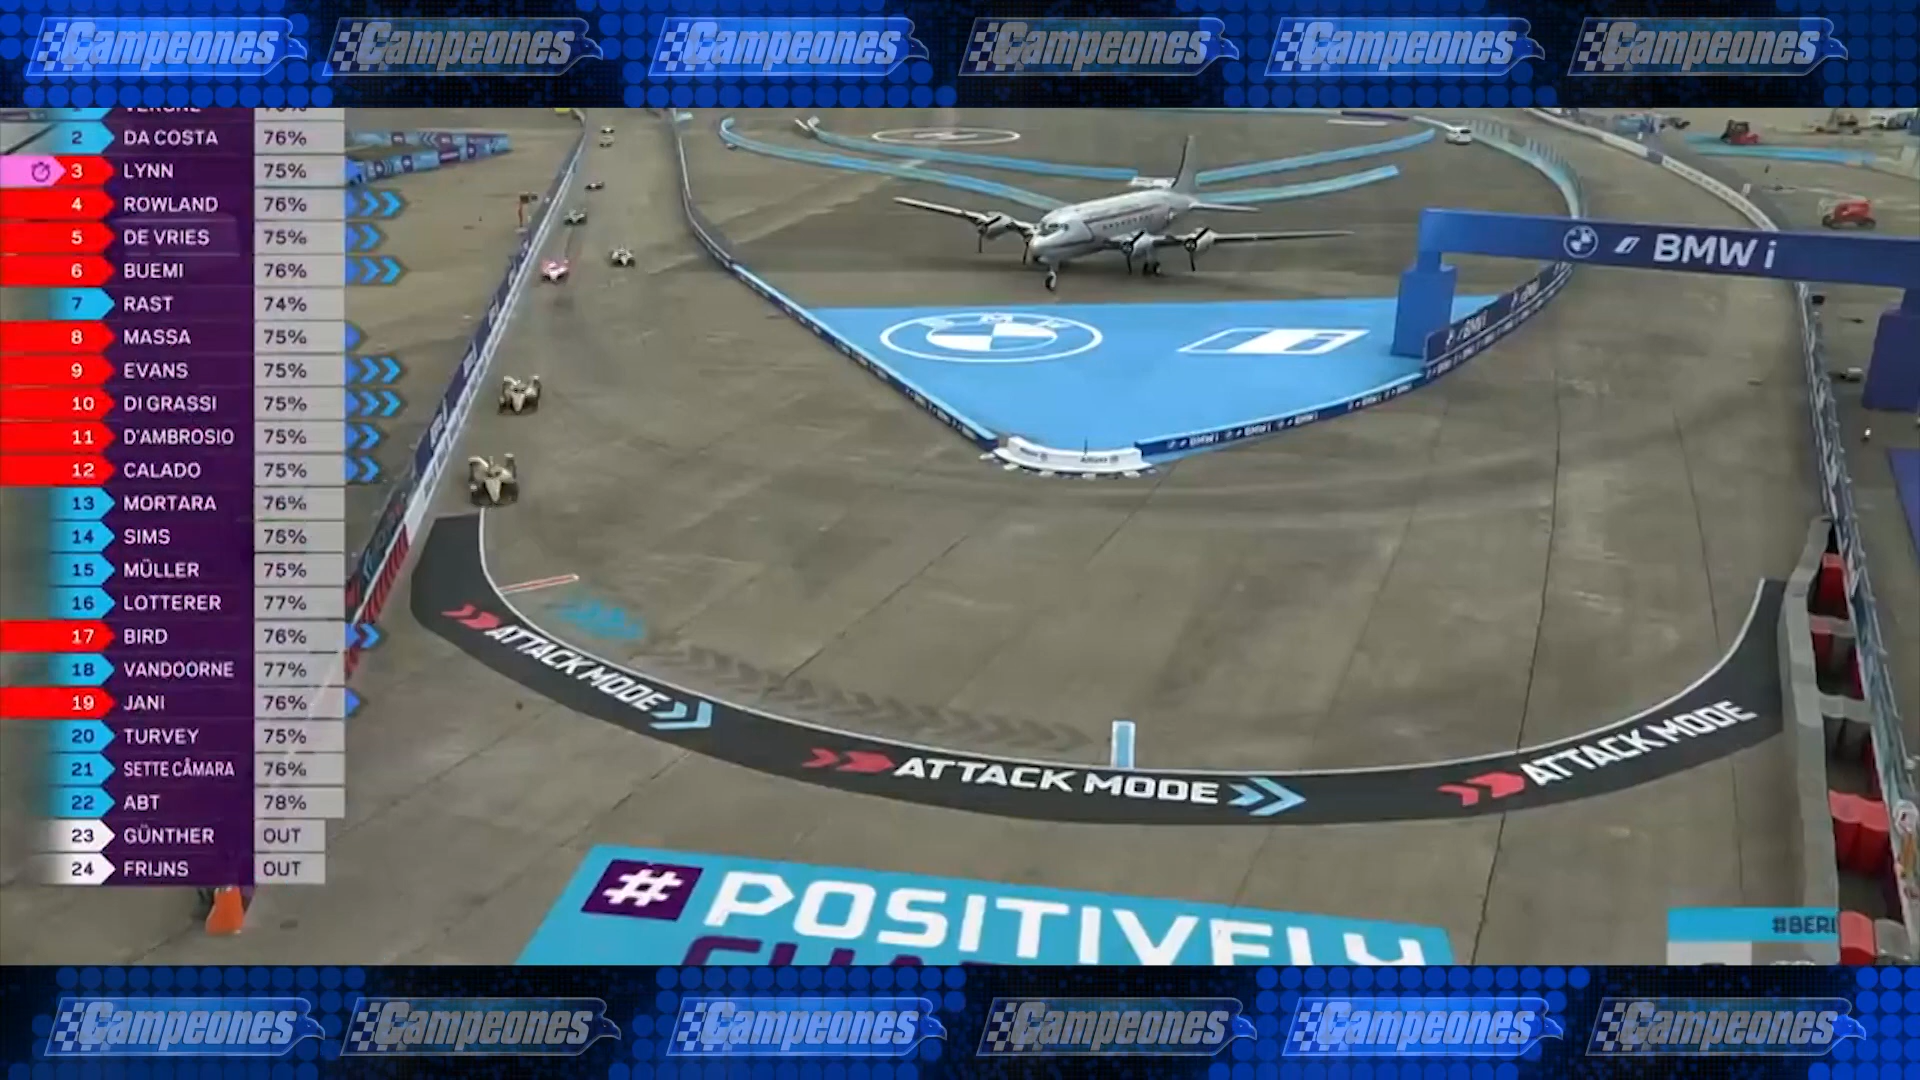 Campeones Campeones Campeones Campeones Campeones Campeones
VERGNE
2 DA COSTA 76%
3 LYNN 75%
4 ROWLAND 76%
5 DE VRIES 75%
6 BUEMI 76%
7 RAST 74%
8 MASSA 75%
9 EVANS 75%
10 DI GRASSI 75%
11 D'AMBROSIO 75%
12 CALADO 75%
13 MORTARA 76%
14 SIMS 75%
15 MÜLLER 75%
16 LOTTERER 77%
17 BIRD 76%
18 VANDOORNE 77%
19 JANI 76%
20 TURVEY 75%
21 SETTE CÂMARA 76%
22 ABT 78%
23 GÜNTHER OUT
24 FRIJNS OUT
BMW i
BMW
ATTACK MODE
ATTACK MODE
ATTACK MODE
#POSITIVELY
#BERL
Campeones Campeones Campeones Campeones Campeones Campeones